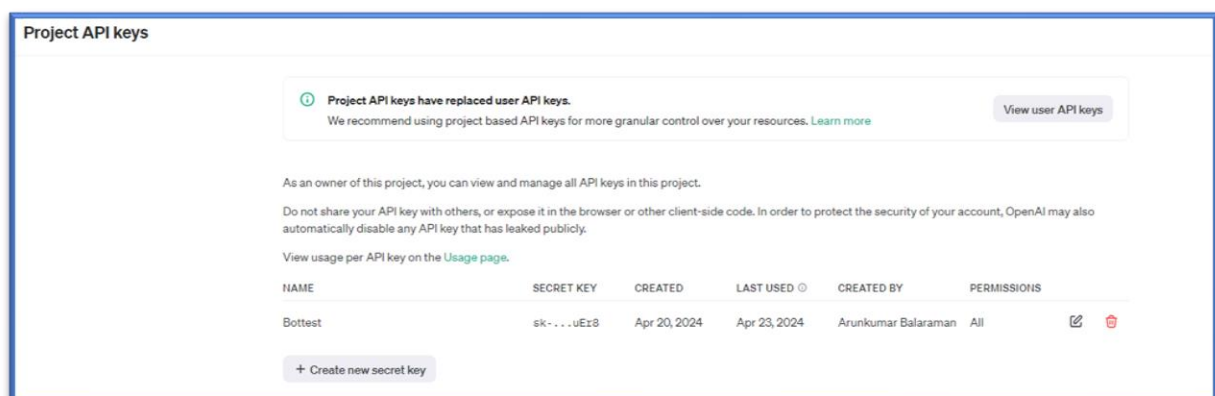 Project API keys
Project API keys have replaced user API keys.
We recommend using project based API keys for more granular control over your resources. Learn more
View user API keys
As an owner of this project, you can view and manage all API keys in this project.
Do not share your API key with others, or expose it in the browser or other client-side code. In order to protect the security of your account, OpenAI may also
automatically disable any API key that has leaked publicly.
View usage per API key on the Usage page.
NAME SECRET KEY CREATED LAST USED CREATED BY PERMISSIONS
Bottest sk-...uEr8 Apr 20, 2024 Apr 23, 2024 Arunkumar Balaraman All
+ Create new secret key